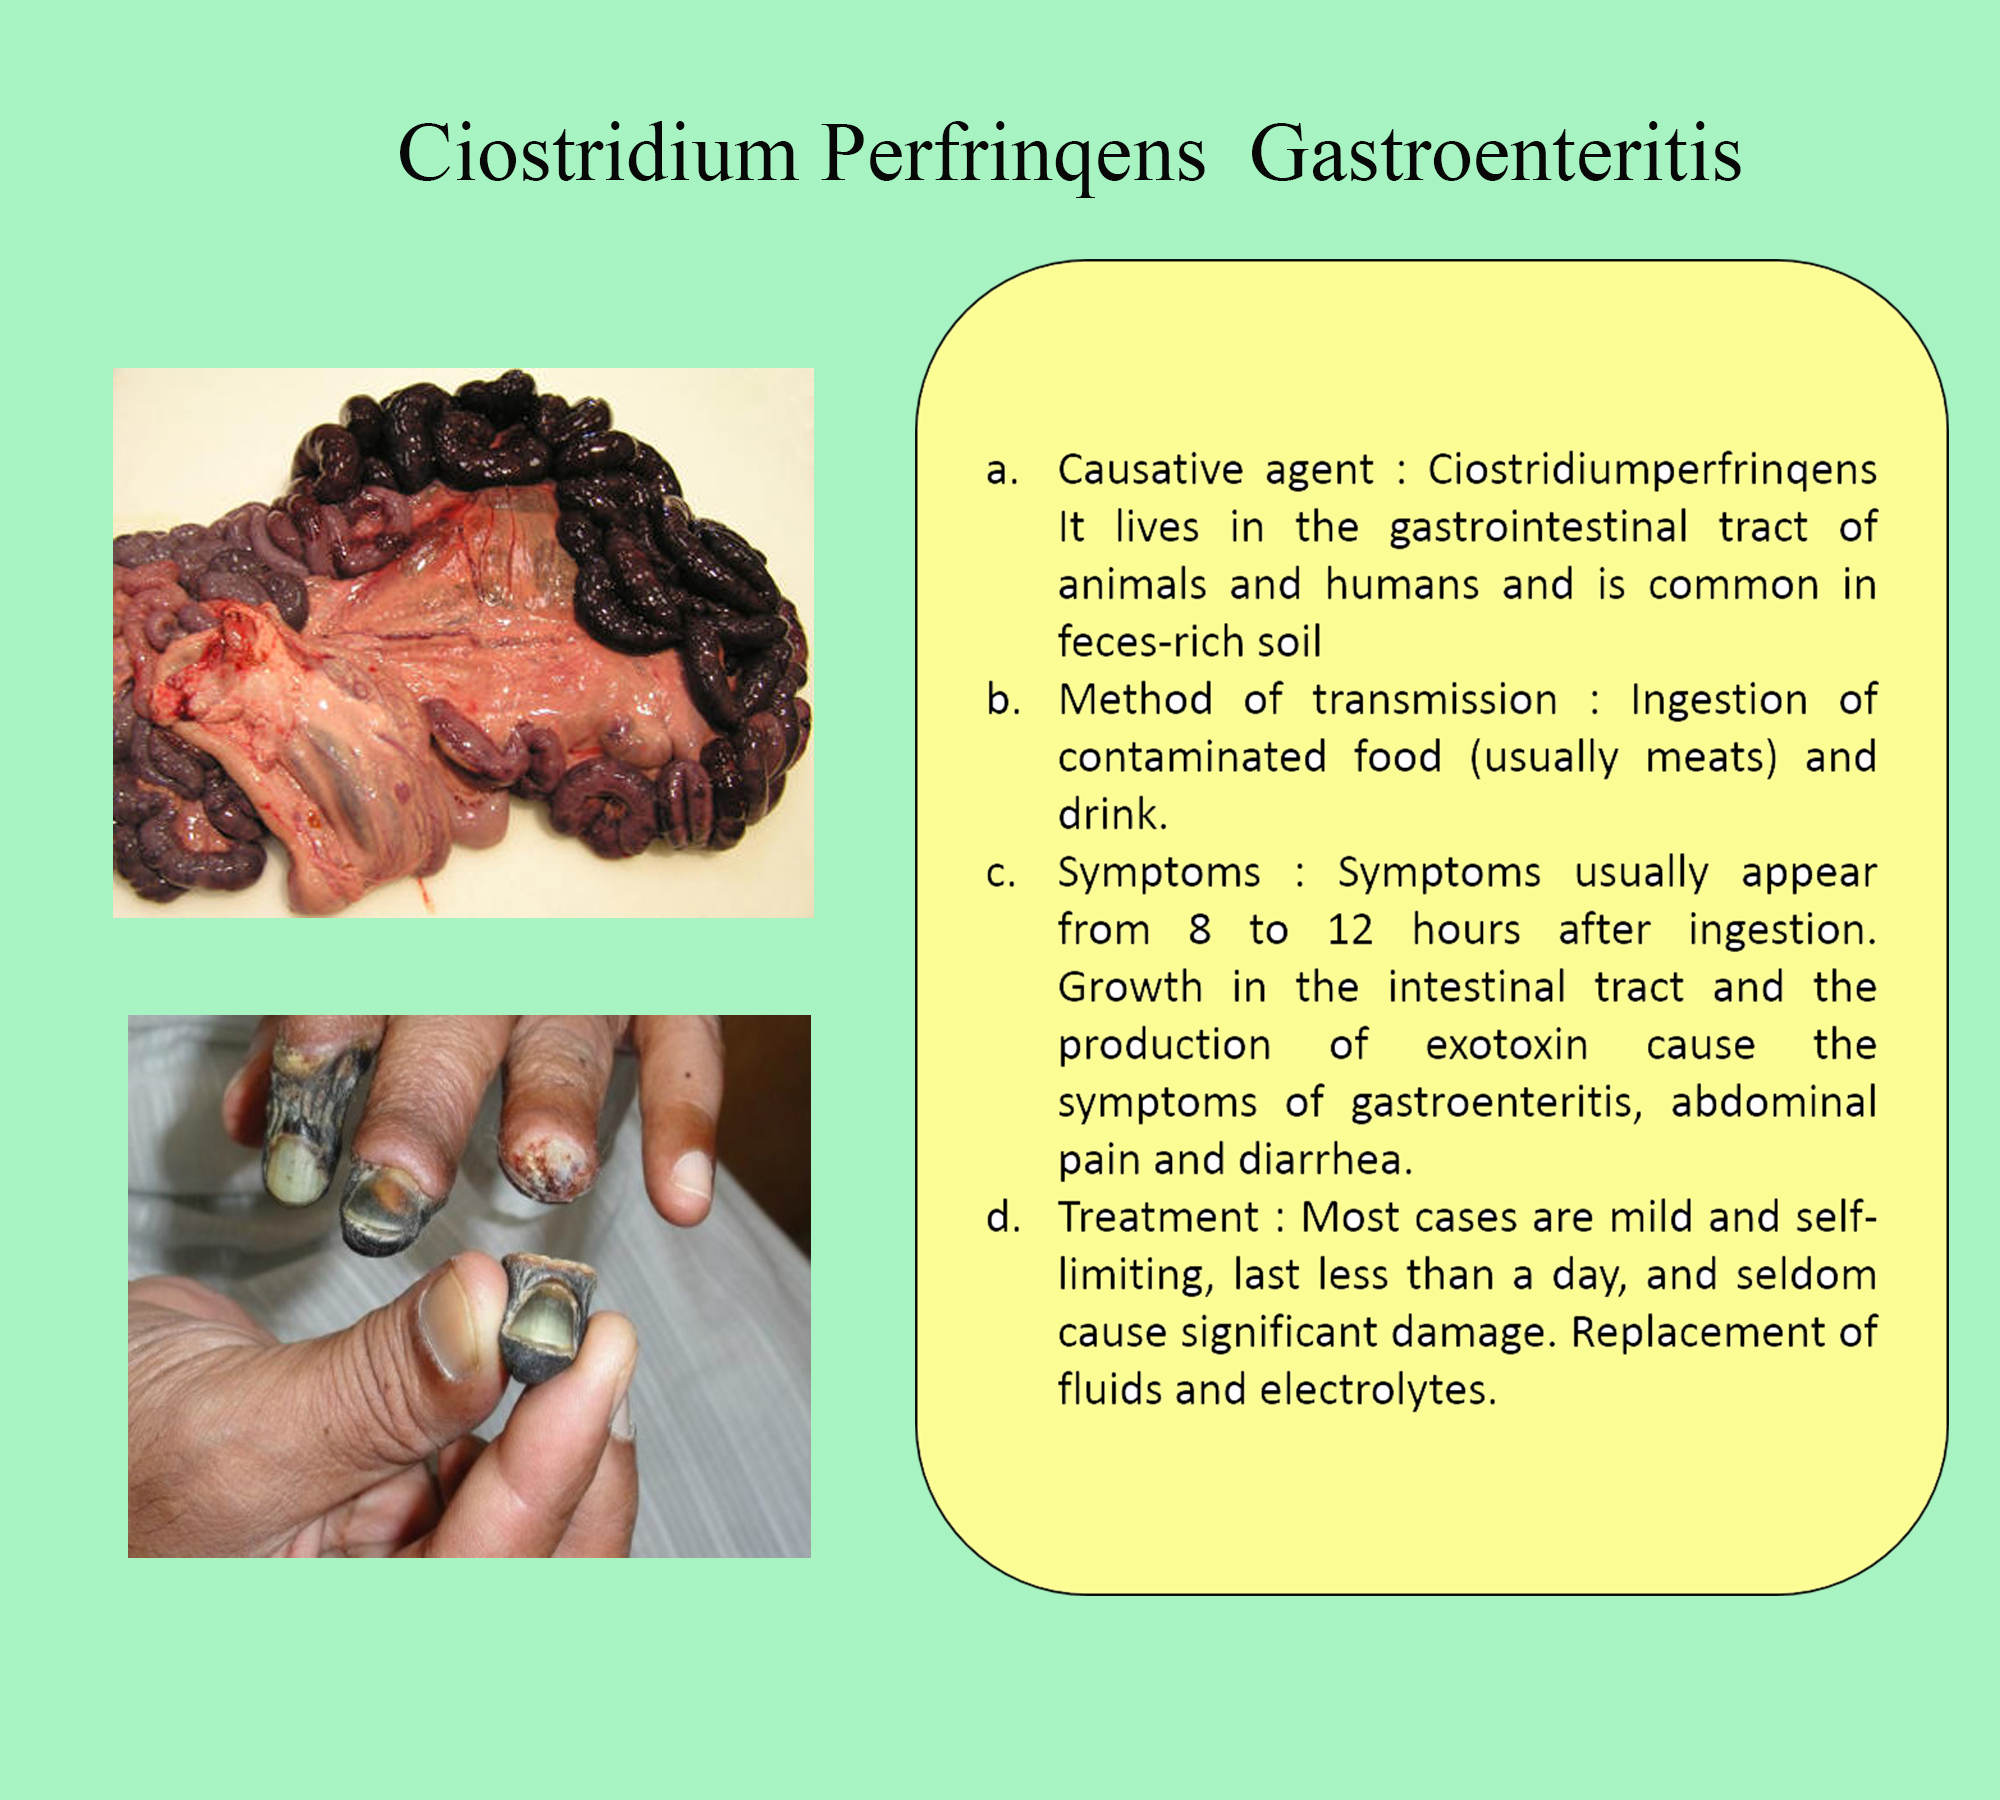 Ciostridium Perfrinqens Gastroenteritis
a. Causative agent : Ciostridiumperfrinqens
It lives in the gastrointestinal tract of
animals and humans and is common in
feces-rich soil
b. Method of transmission : Ingestion of
contaminated food (usually meats) and
drink.
c. Symptoms : Symptoms usually appear
from 8 to 12 hours after ingestion.
Growth in the intestinal tract and the
production of exotoxin cause the
symptoms of gastroenteritis, abdominal
pain and diarrhea.
d. Treatment : Most cases are mild and self-
limiting, last less than a day, and seldom
cause significant damage. Replacement of
fluids and electrolytes.